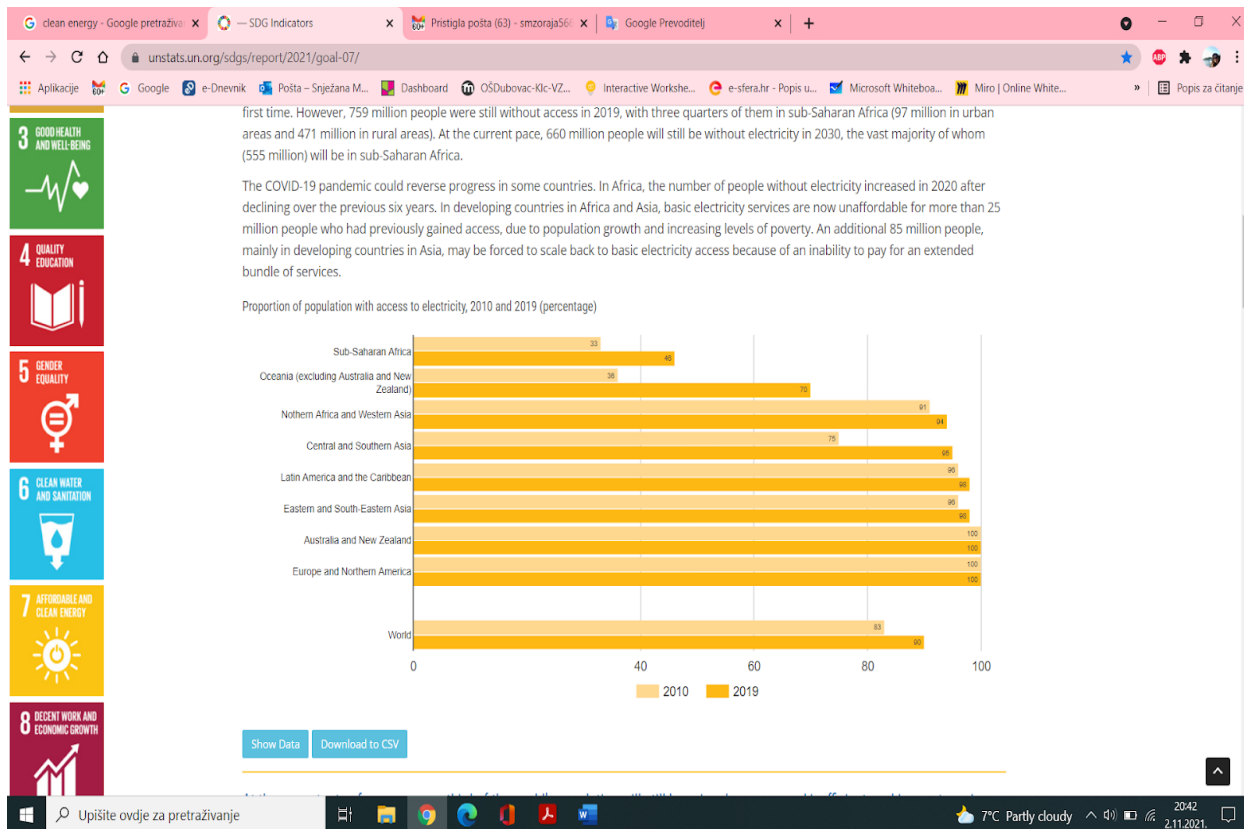 clean energy - Google pretraživa
— SDG Indicators
Pristigla pošta (63) - smzoraja56
Google Prevoditelj
unstats.un.org/sdgs/report/2021/goal-07/
Aplikacije
Google
e-Dnevnik
Pošta – Snježana M...
Dashboard
OŠDubovac-Klc-VZ...
Interactive Workshe...
e-sfera.hr - Popis u...
Microsoft Whiteboa...
Miro | Online White...
»
Popis za čitanje
first time. However, 759 million people were still without access in 2019, with three quarters of them in sub-Saharan Africa (97 million in urban
areas and 471 million in rural areas). At the current pace, 660 million people will still be without electricity in 2030, the vast majority of whom
(555 million) will be in sub-Saharan Africa.
The COVID-19 pandemic could reverse progress in some countries. In Africa, the number of people without electricity increased in 2020 after
declining over the previous six years. In developing countries in Africa and Asia, basic electricity services are now unaffordable for more than 25
million people who had previously gained access, due to population growth and increasing levels of poverty. An additional 85 million people,
mainly in developing countries in Asia, may be forced to scale back to basic electricity access because of an inability to pay for an extended
bundle of services.
Proportion of population with access to electricity, 2010 and 2019 (percentage)
Sub-Saharan Africa
33
46
Oceania (excluding Australia and New
Zealand)
36
70
Nothern Africa and Western Asia
91
94
Central and Southern Asia
75
95
Latin America and the Caribbean
96
98
Eastern and South-Eastern Asia
96
98
Australia and New Zealand
100
100
Europe and Northern America
100
100
World
83
90
0 40 60 80 100
2010 2019
Show Data
Download to CSV
3 GOOD HEALTH
AND WELL-BEING
4 QUALITY
EDUCATION
5 GENDER
EQUALITY
6 CLEAN WATER
AND SANITATION
7 AFFORDABLE AND
CLEAN ENERGY
8 DECENT WORK AND
ECONOMIC GROWTH
Upišite ovdje za pretraživanje
7°C Partly cloudy
20:42
2.11.2021.